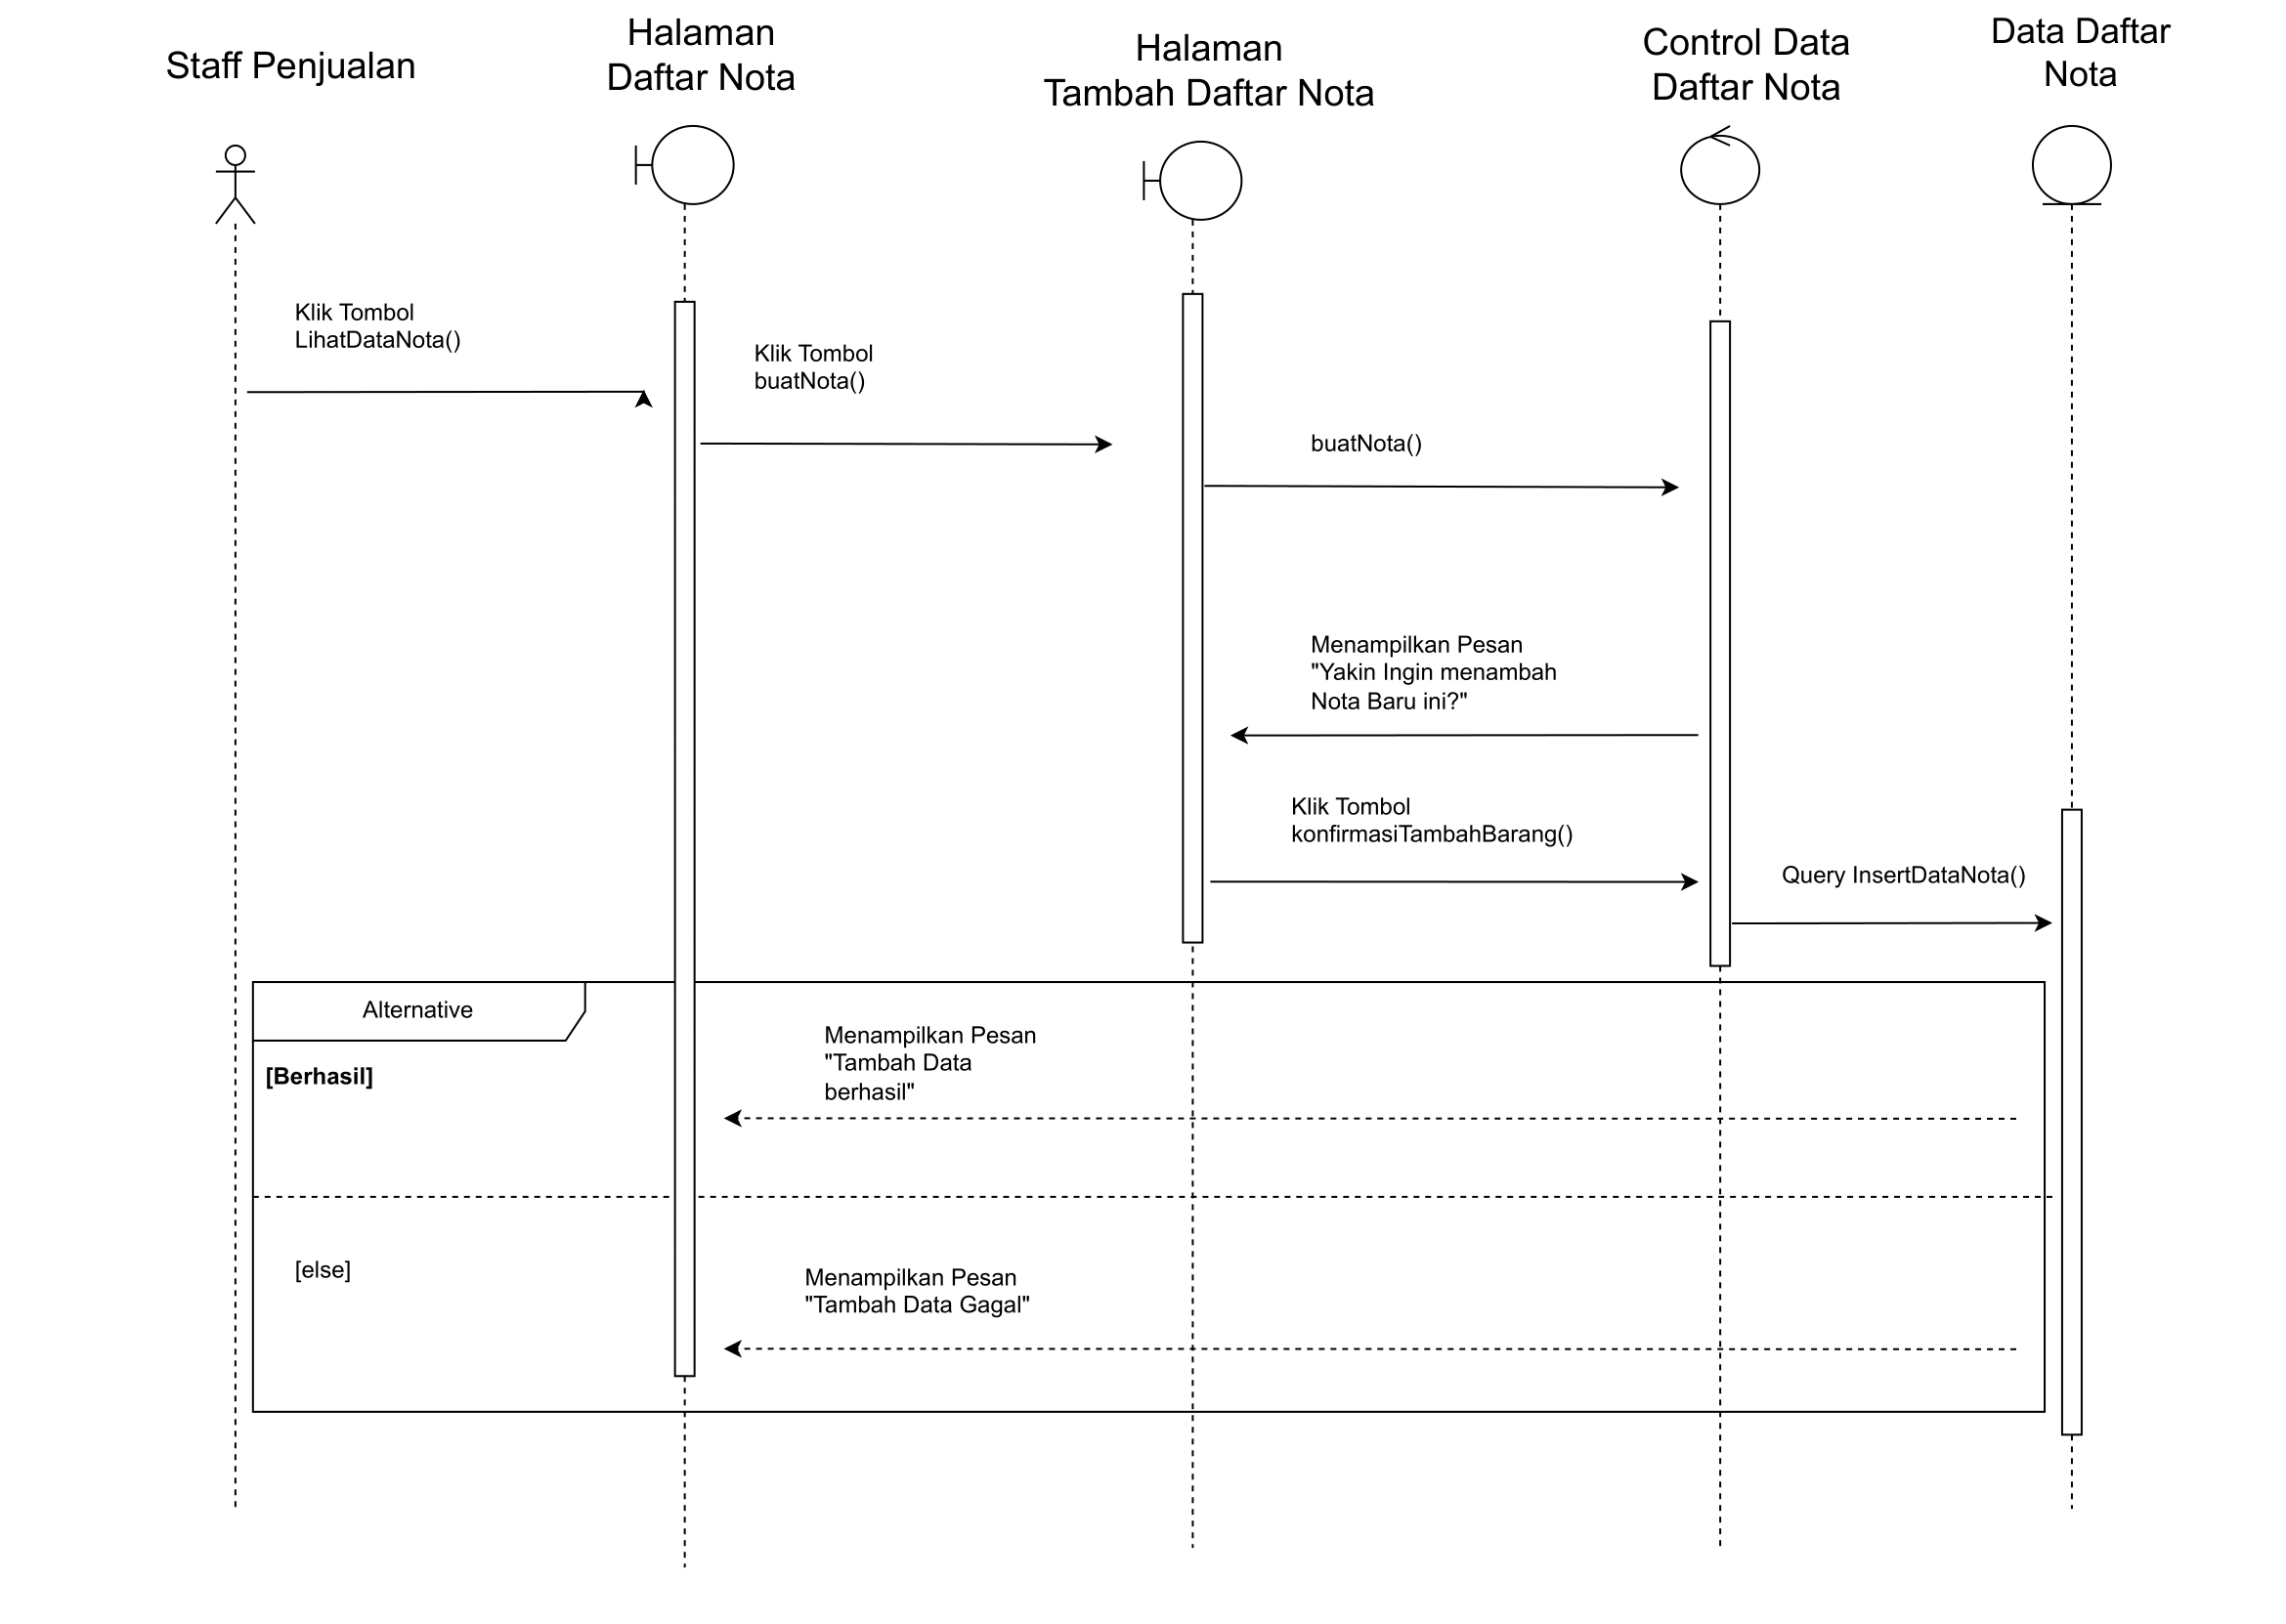 Staff Penjualan
Halaman
Daftar Nota
Halaman
Tambah Daftar Nota
Control Data
Daftar Nota
Data Daftar
Nota
Klik Tombol
LihatDataNota()
Klik Tombol
buatNota()
buatNota()
Menampilkan Pesan
"Yakin Ingin menambah
Nota Baru ini?"
Klik Tombol
konfirmasiTambahBarang()
Query InsertDataNota()
Alternative
[Berhasil]
Menampilkan Pesan
"Tambah Data
berhasil"
[else]
Menampilkan Pesan
"Tambah Data Gagal"